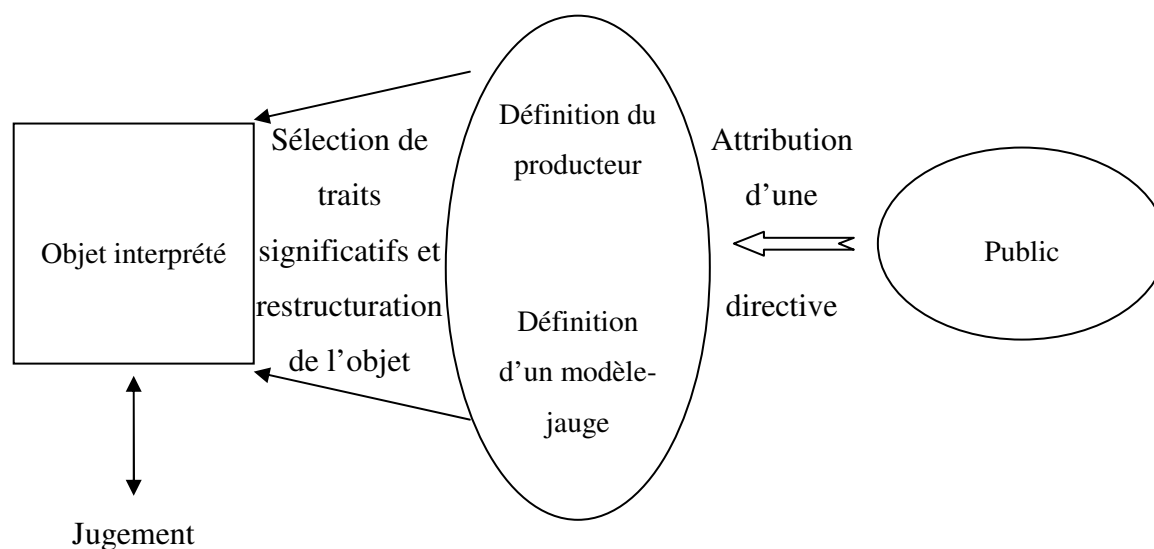 Objet interprété
Sélection de
traits
significatifs et
restructuration
de l’objet
Définition du
producteur
Définition
d’un modèle-
jauge
Attribution
d’une
directive
Public
Jugement